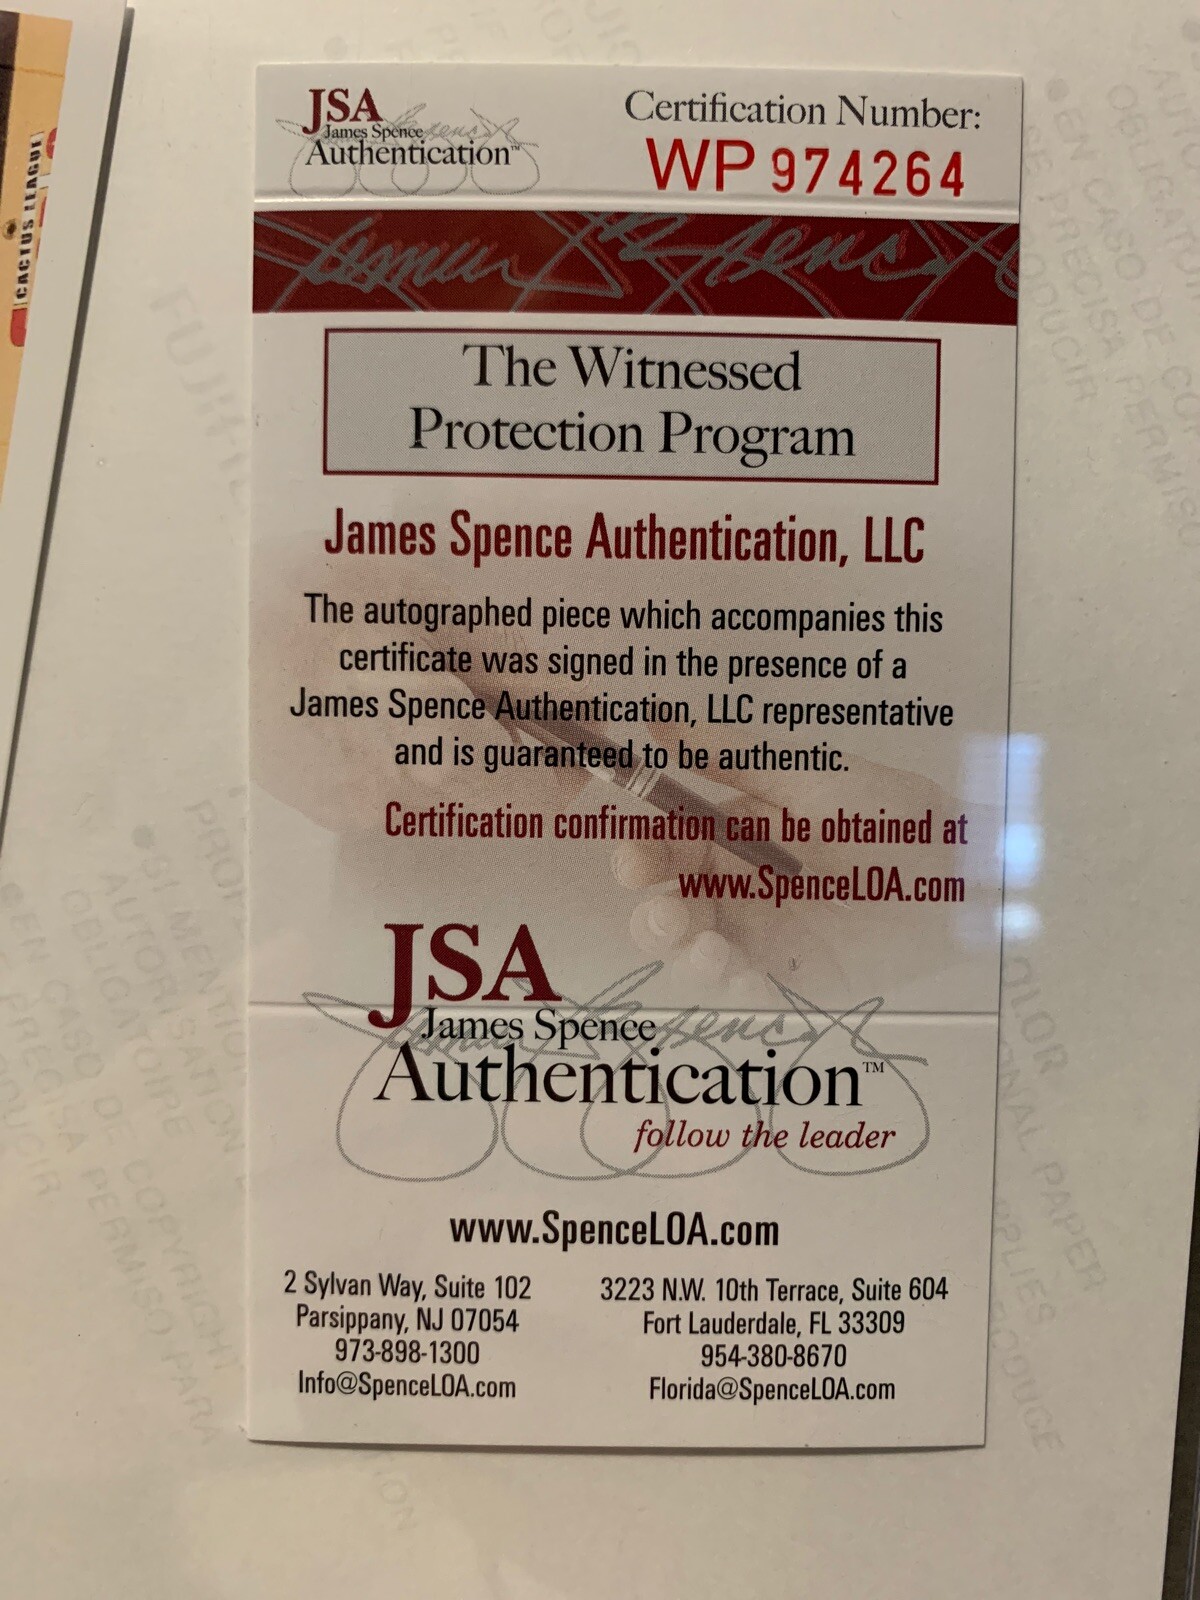 JSA
James Spence
Authentication™
Certification Number:
WP 974264
The Witnessed
Protection Program
James Spence Authentication, LLC
The autographed piece which accompanies this
certificate was signed in the presence of a
James Spence Authentication, LLC representative
and is guaranteed to be authentic.
Certification confirmation can be obtained at
www.SpenceLOA.com
JSA
James Spence
Authentication™
follow the leader
www.SpenceLOA.com
2 Sylvan Way, Suite 102
Parsippany, NJ 07054
973-898-1300
Info@SpenceLOA.com
3223 N.W. 10th Terrace, Suite 604
Fort Lauderdale, FL 33309
954-380-8670
Florida@SpenceLOA.com
CACTUS LEAGUE